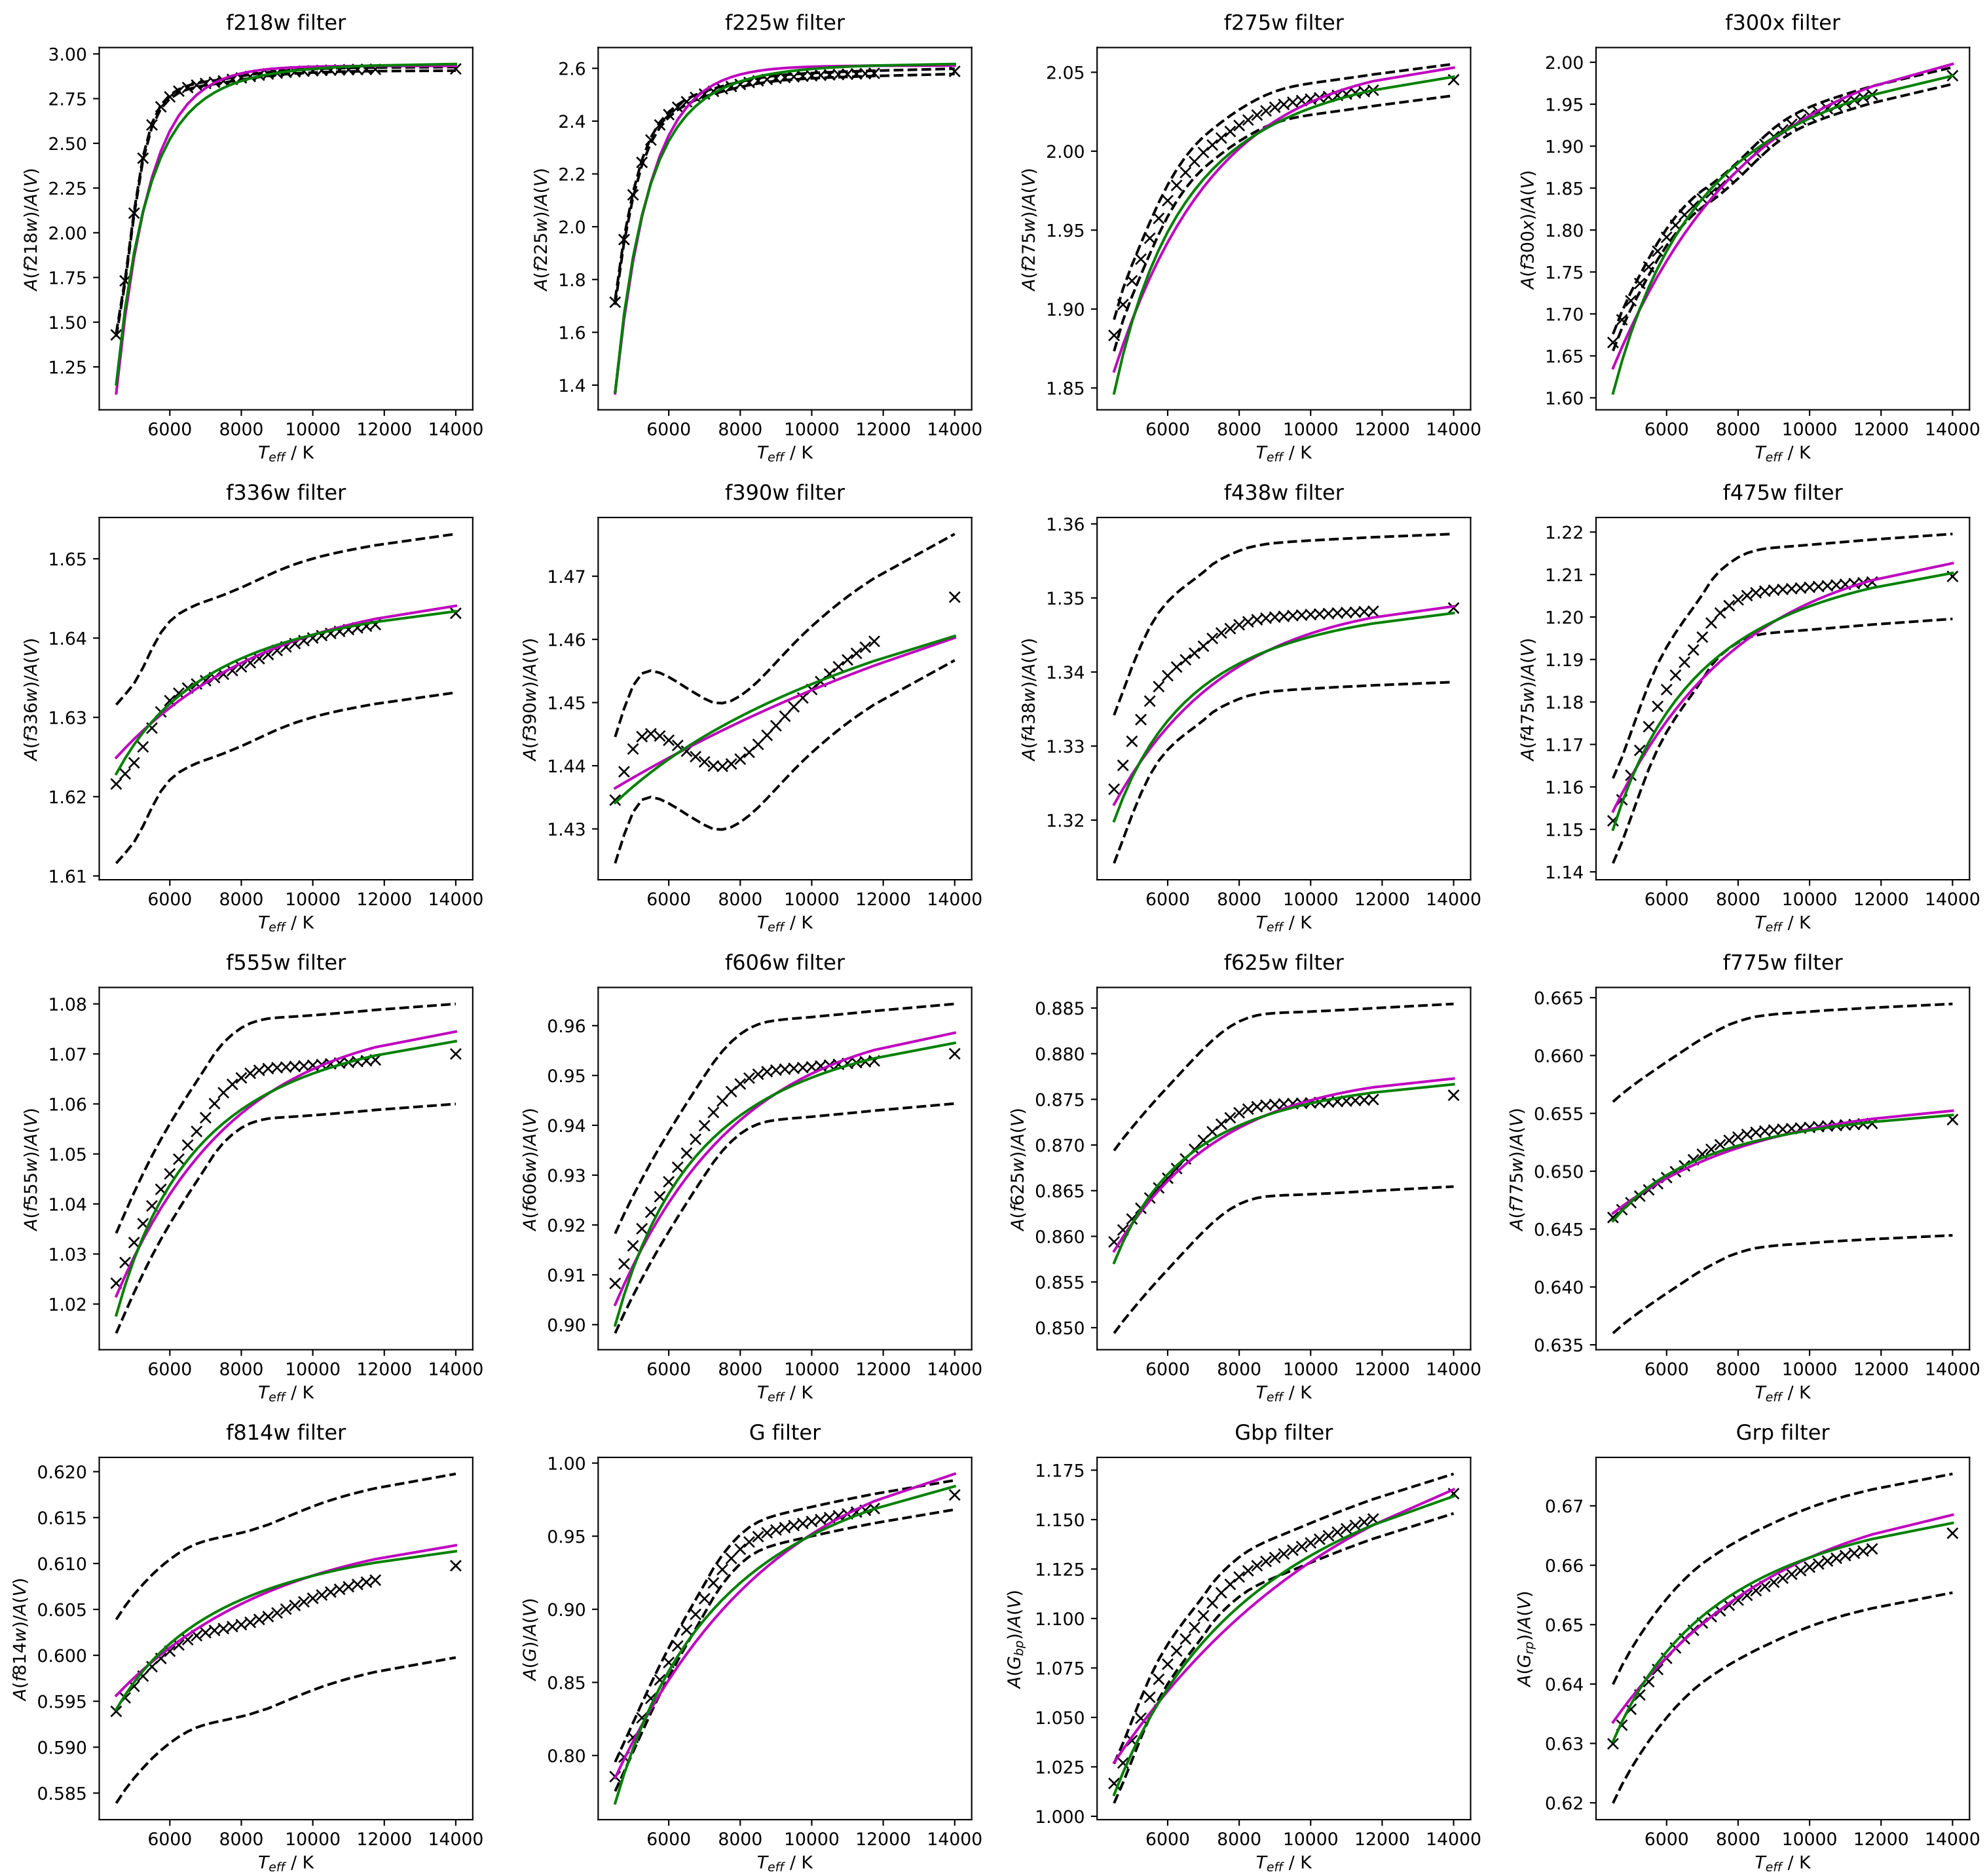 f218w filter
f225w filter
f275w filter
f300x filter
A(f218w)/A(V)
3.00
2.75
2.50
2.25
2.00
1.75
1.50
1.25
6000 8000 10000 12000 14000
T_eff / K
A(f225w)/A(V)
2.6
2.4
2.2
2.0
1.8
1.6
1.4
6000 8000 10000 12000 14000
T_eff / K
A(f275w)/A(V)
2.05
2.00
1.95
1.90
1.85
6000 8000 10000 12000 14000
T_eff / K
A(f300x)/A(V)
2.00
1.95
1.90
1.85
1.80
1.75
1.70
1.65
1.60
6000 8000 10000 12000 14000
T_eff / K
f336w filter
f390w filter
f438w filter
f475w filter
A(f336w)/A(V)
1.65
1.64
1.63
1.62
1.61
6000 8000 10000 12000 14000
T_eff / K
A(f390w)/A(V)
1.47
1.46
1.45
1.44
1.43
6000 8000 10000 12000 14000
T_eff / K
A(f438w)/A(V)
1.36
1.35
1.34
1.33
1.32
6000 8000 10000 12000 14000
T_eff / K
A(f475w)/A(V)
1.22
1.21
1.20
1.19
1.18
1.17
1.16
1.15
1.14
6000 8000 10000 12000 14000
T_eff / K
f555w filter
f606w filter
f625w filter
f775w filter
A(f555w)/A(V)
1.08
1.07
1.06
1.05
1.04
1.03
1.02
6000 8000 10000 12000 14000
T_eff / K
A(f606w)/A(V)
0.96
0.95
0.94
0.93
0.92
0.91
0.90
6000 8000 10000 12000 14000
T_eff / K
A(f625w)/A(V)
0.885
0.880
0.875
0.870
0.865
0.860
0.855
0.850
6000 8000 10000 12000 14000
T_eff / K
A(f775w)/A(V)
0.665
0.660
0.655
0.650
0.645
0.640
0.635
6000 8000 10000 12000 14000
T_eff / K
f814w filter
G filter
Gbp filter
Grp filter
A(f814w)/A(V)
0.620
0.615
0.610
0.605
0.600
0.595
0.590
0.585
6000 8000 10000 12000 14000
T_eff / K
A(G)/A(V)
1.00
0.95
0.90
0.85
0.80
6000 8000 10000 12000 14000
T_eff / K
A(G_bp)/A(V)
1.175
1.150
1.125
1.100
1.075
1.050
1.025
1.000
6000 8000 10000 12000 14000
T_eff / K
A(G_rp)/A(V)
0.67
0.66
0.65
0.64
0.63
0.62
6000 8000 10000 12000 14000
T_eff / K